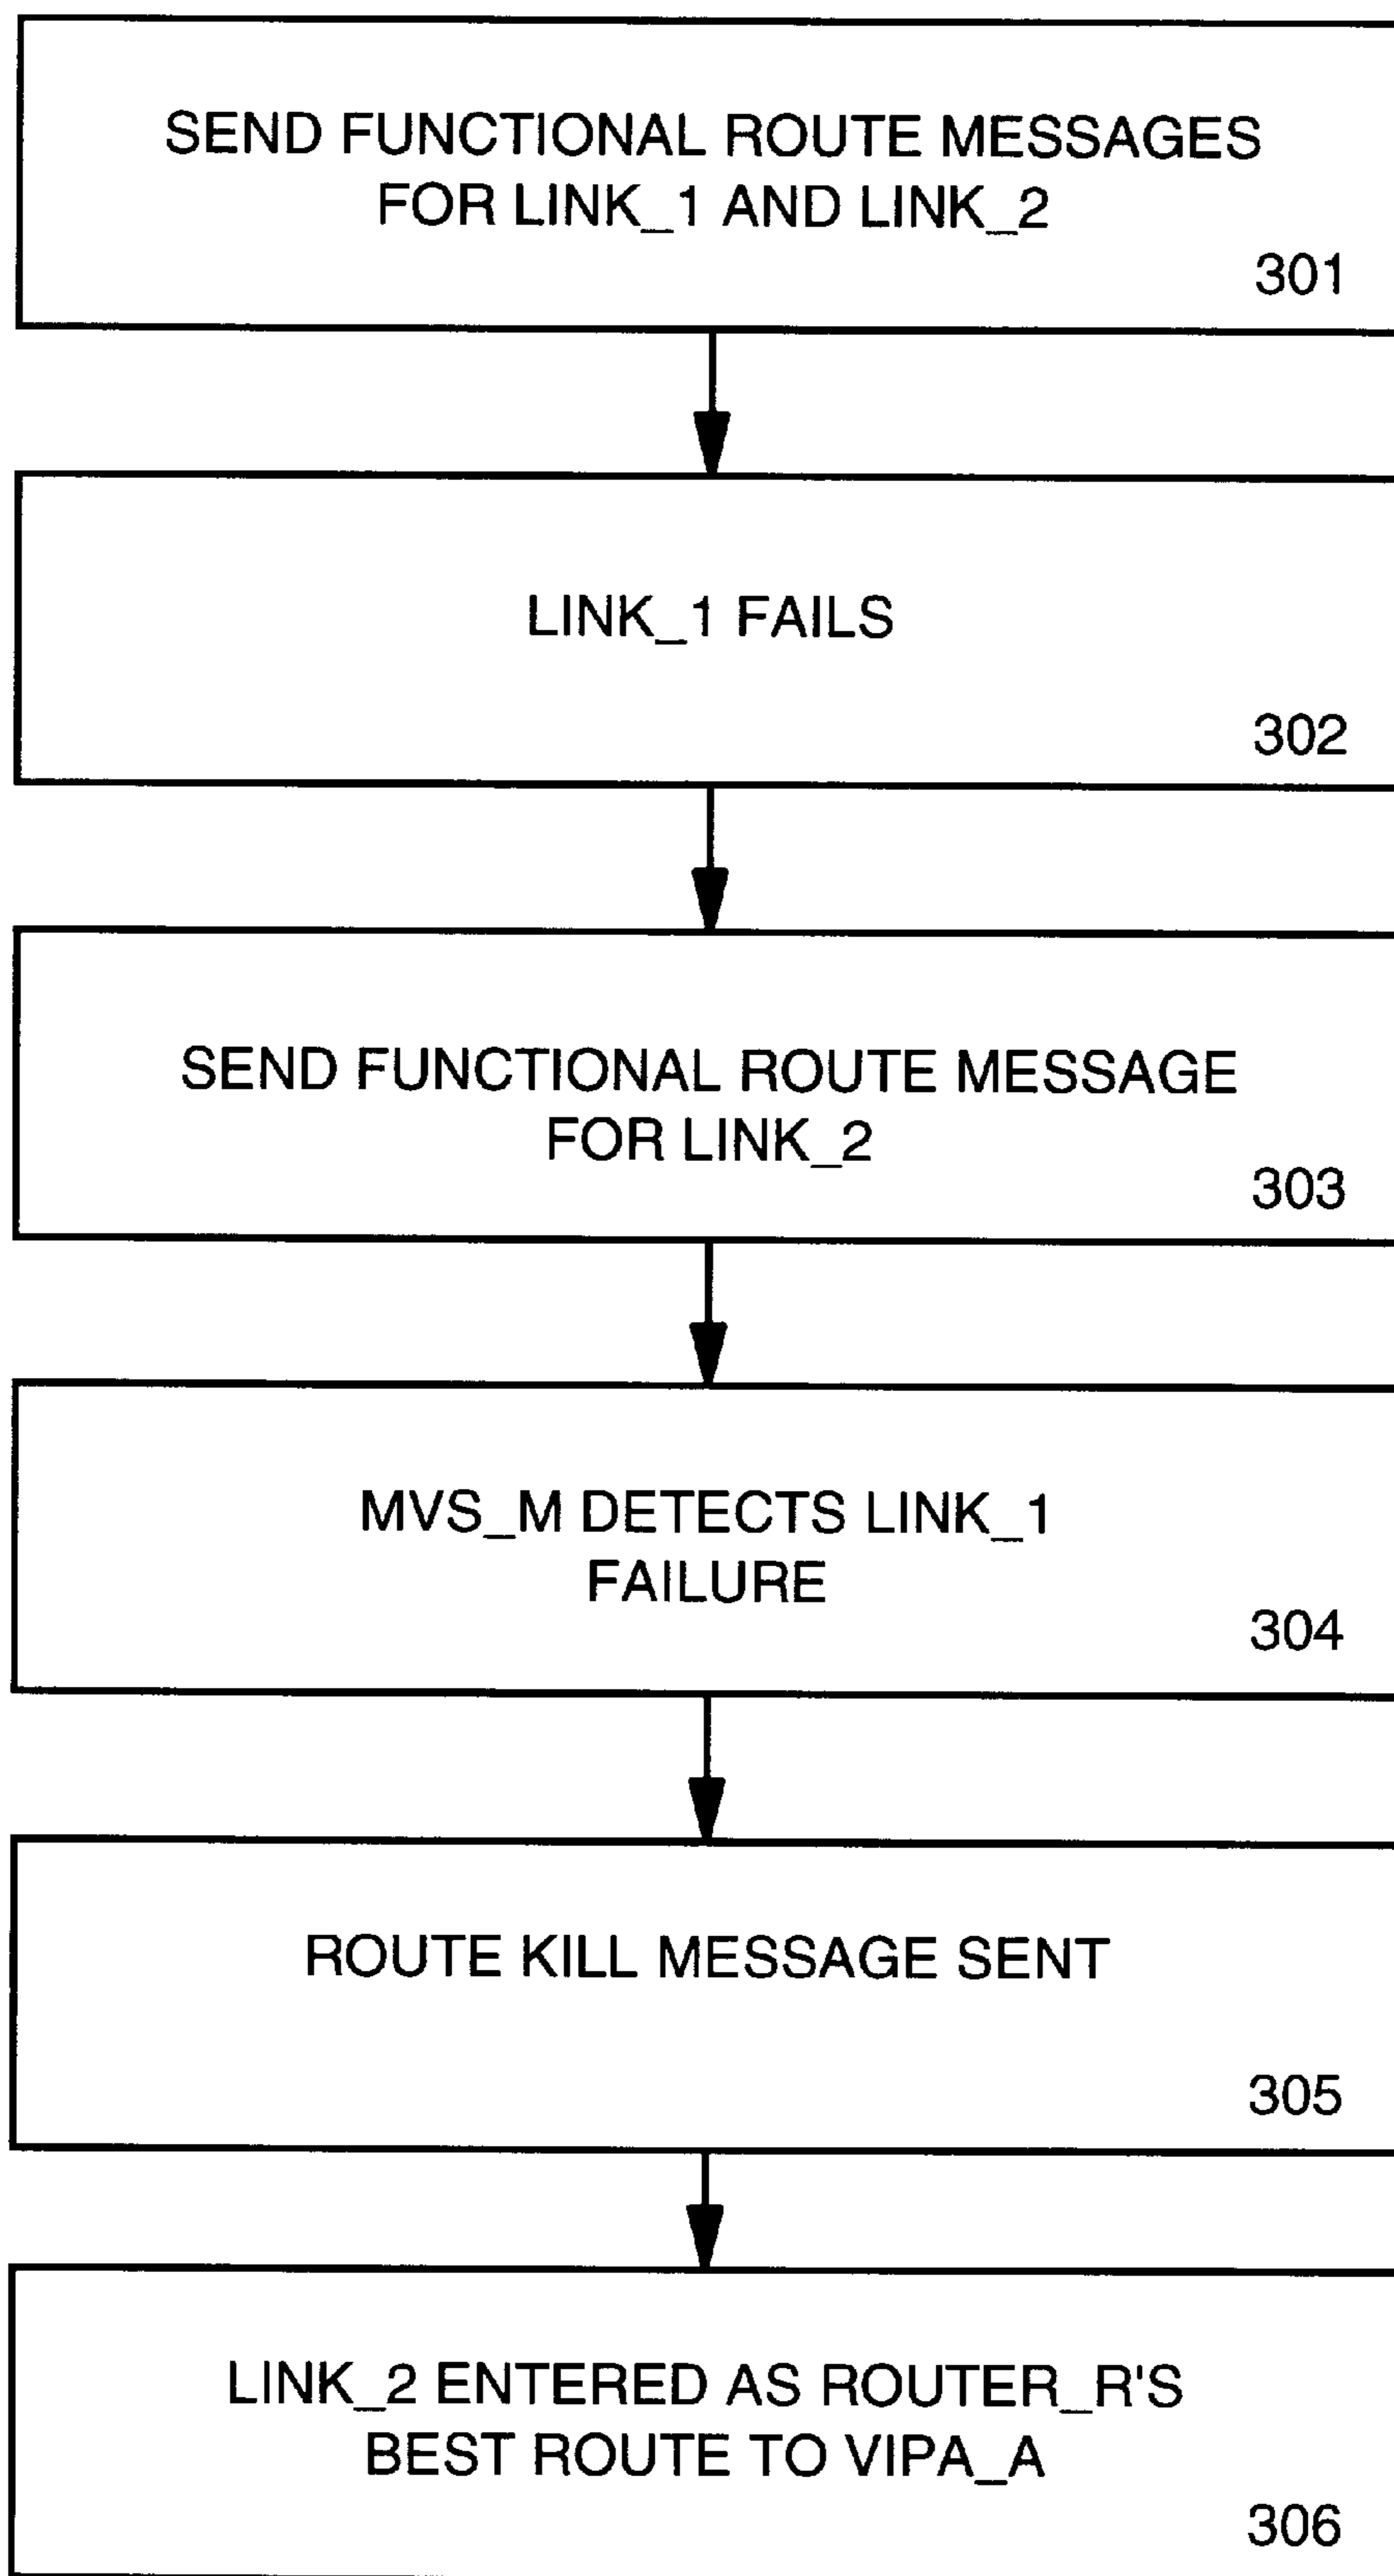 SEND FUNCTIONAL ROUTE MESSAGES
FOR LINK_1 AND LINK_2
301
LINK_1 FAILS
302
SEND FUNCTIONAL ROUTE MESSAGE
FOR LINK_2
303
MVS_M DETECTS LINK_1
FAILURE
304
ROUTE KILL MESSAGE SENT
305
LINK_2 ENTERED AS ROUTER_R'S
BEST ROUTE TO VIPA_A
306